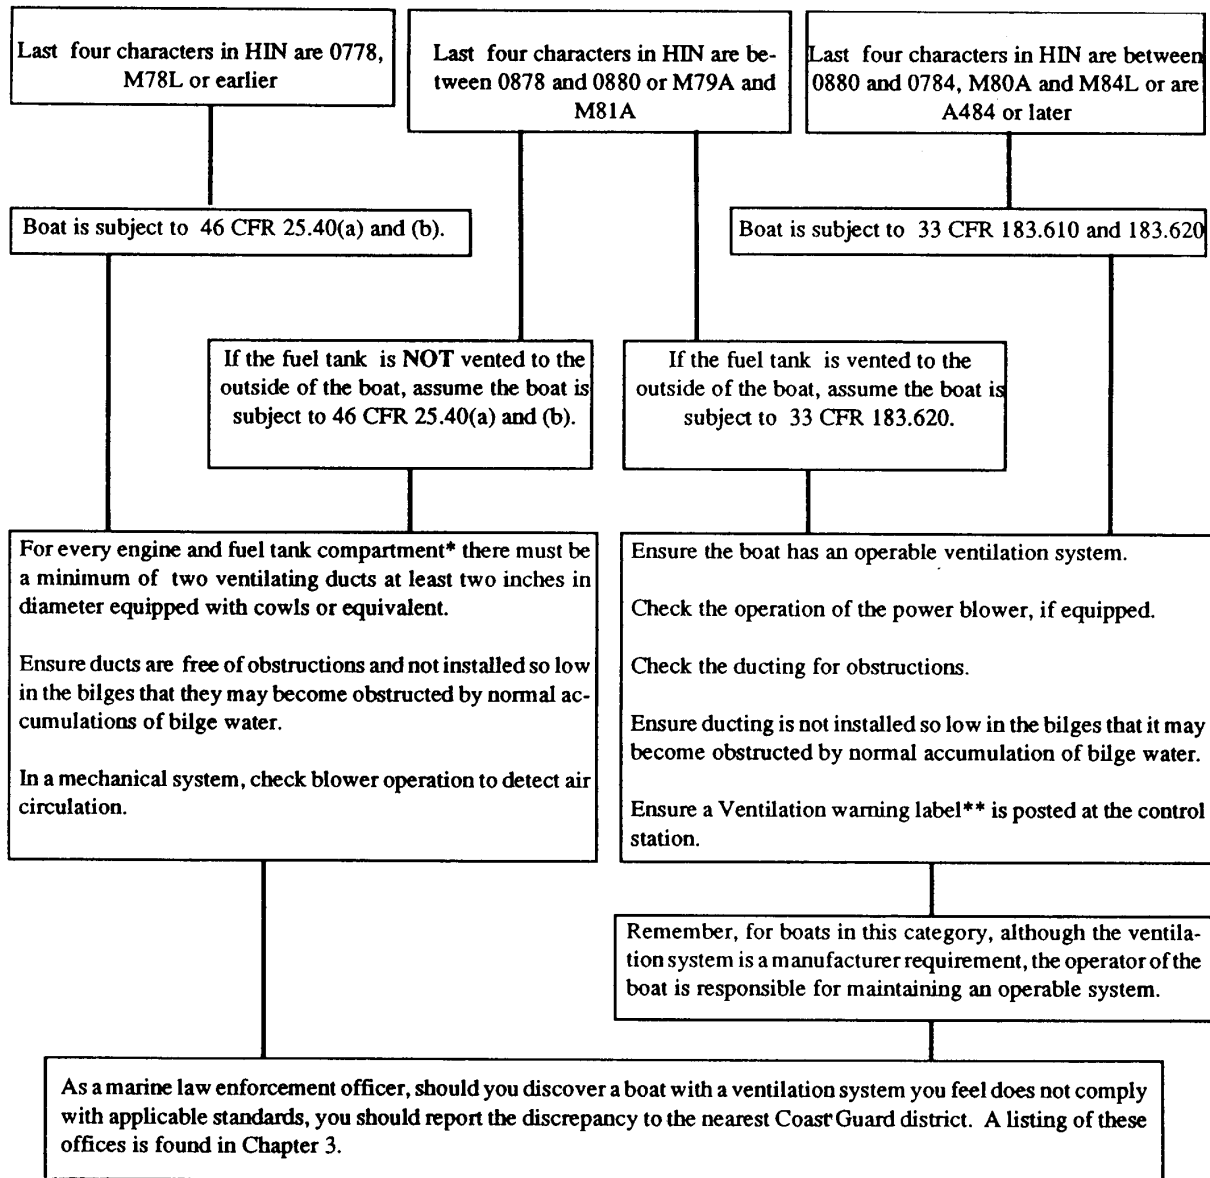 Last four characters in HIN are 0778,
M78L or earlier
Last four characters in HIN are be-
tween 0878 and 0880 or M79A and
M81A
Last four characters in HIN are between
0880 and 0784, M80A and M84L or are
A484 or later
Boat is subject to 46 CFR 25.40(a) and (b).
Boat is subject to 33 CFR 183.610 and 183.620
If the fuel tank is NOT vented to the
outside of the boat, assume the boat is
subject to 46 CFR 25.40(a) and (b).
If the fuel tank is vented to the
outside of the boat, assume the boat is
subject to 33 CFR 183.620.
For every engine and fuel tank compartment* there must be
a minimum of two ventilating ducts at least two inches in
diameter equipped with cowls or equivalent.
Ensure ducts are free of obstructions and not installed so low
in the bilges that they may become obstructed by normal ac-
cumulations of bilge water.
In a mechanical system, check blower operation to detect air
circulation.
Ensure the boat has an operable ventilation system.
Check the operation of the power blower, if equipped.
Check the ducting for obstructions.
Ensure ducting is not installed so low in the bilges that it may
become obstructed by normal accumulation of bilge water.
Ensure a Ventilation warning label** is posted at the control
station.
Remember, for boats in this category, although the ventila-
tion system is a manufacturer requirement, the operator of the
boat is responsible for maintaining an operable system.
As a marine law enforcement officer, should you discover a boat with a ventilation system you feel does not comply
with applicable standards, you should report the discrepancy to the nearest Coast Guard district. A listing of these
offices is found in Chapter 3.